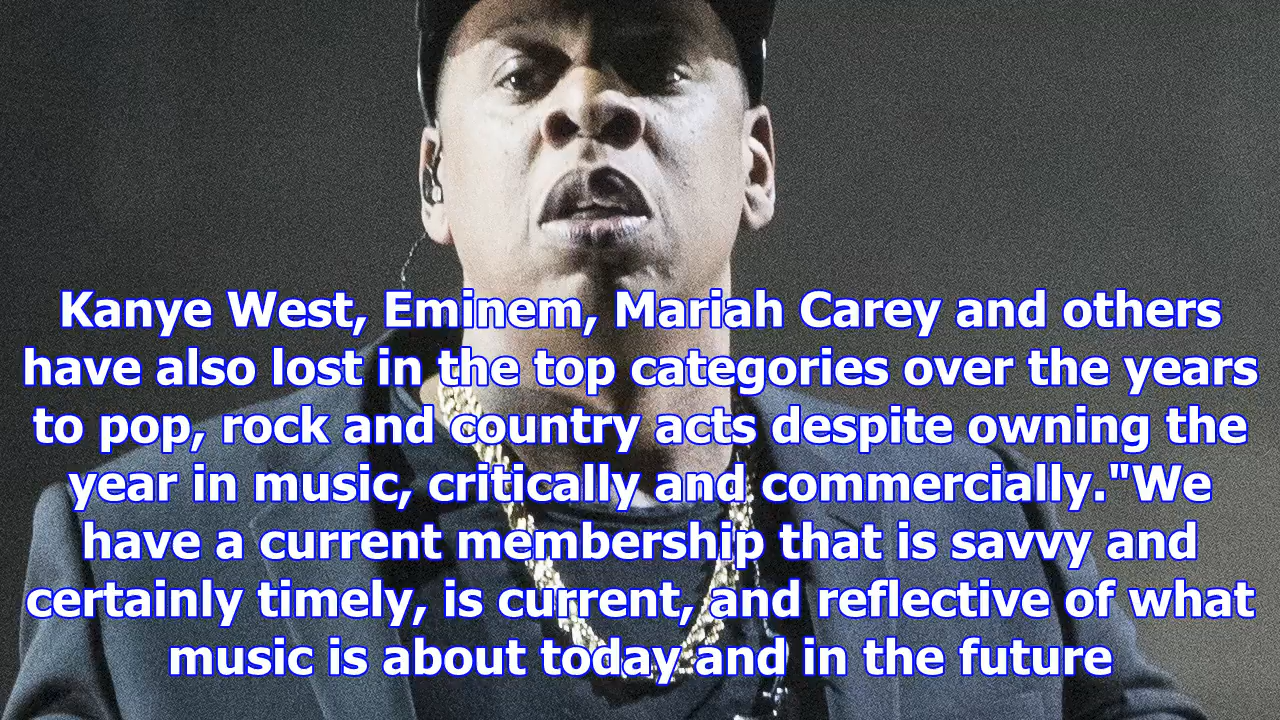 Kanye West, Eminem, Mariah Carey and others
have also lost in the top categories over the years
to pop, rock and country acts despite owning the
year in music, critically and commercially."We
have a current membership that is savvy and
certainly timely, is current, and reflective of what
music is about today and in the future